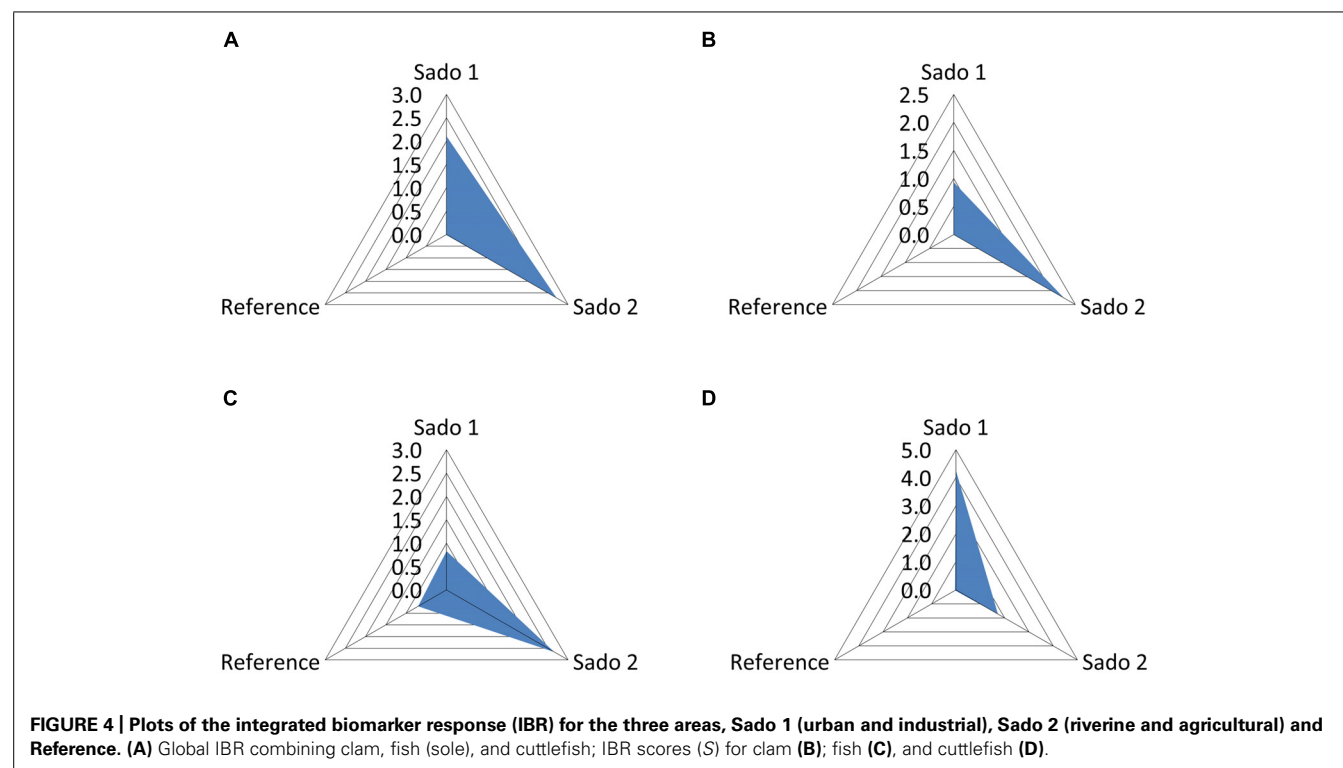 A
Sado 1
3.0
2.5
2.0
1.5
1.0
0.5
0.0
Reference
Sado 2
B
Sado 1
2.5
2.0
1.5
1.0
0.5
0.0
Reference
Sado 2
C
Sado 1
3.0
2.5
2.0
1.5
1.0
0.5
0.0
Reference
Sado 2
D
Sado 1
5.0
4.0
3.0
2.0
1.0
0.0
Reference
Sado 2
FIGURE 4 | Plots of the integrated biomarker response (IBR) for the three areas, Sado 1 (urban and industrial), Sado 2 (riverine and agricultural) and
Reference. (A) Global IBR combining clam, fish (sole), and cuttlefish; IBR scores (S) for clam (B); fish (C), and cuttlefish (D).